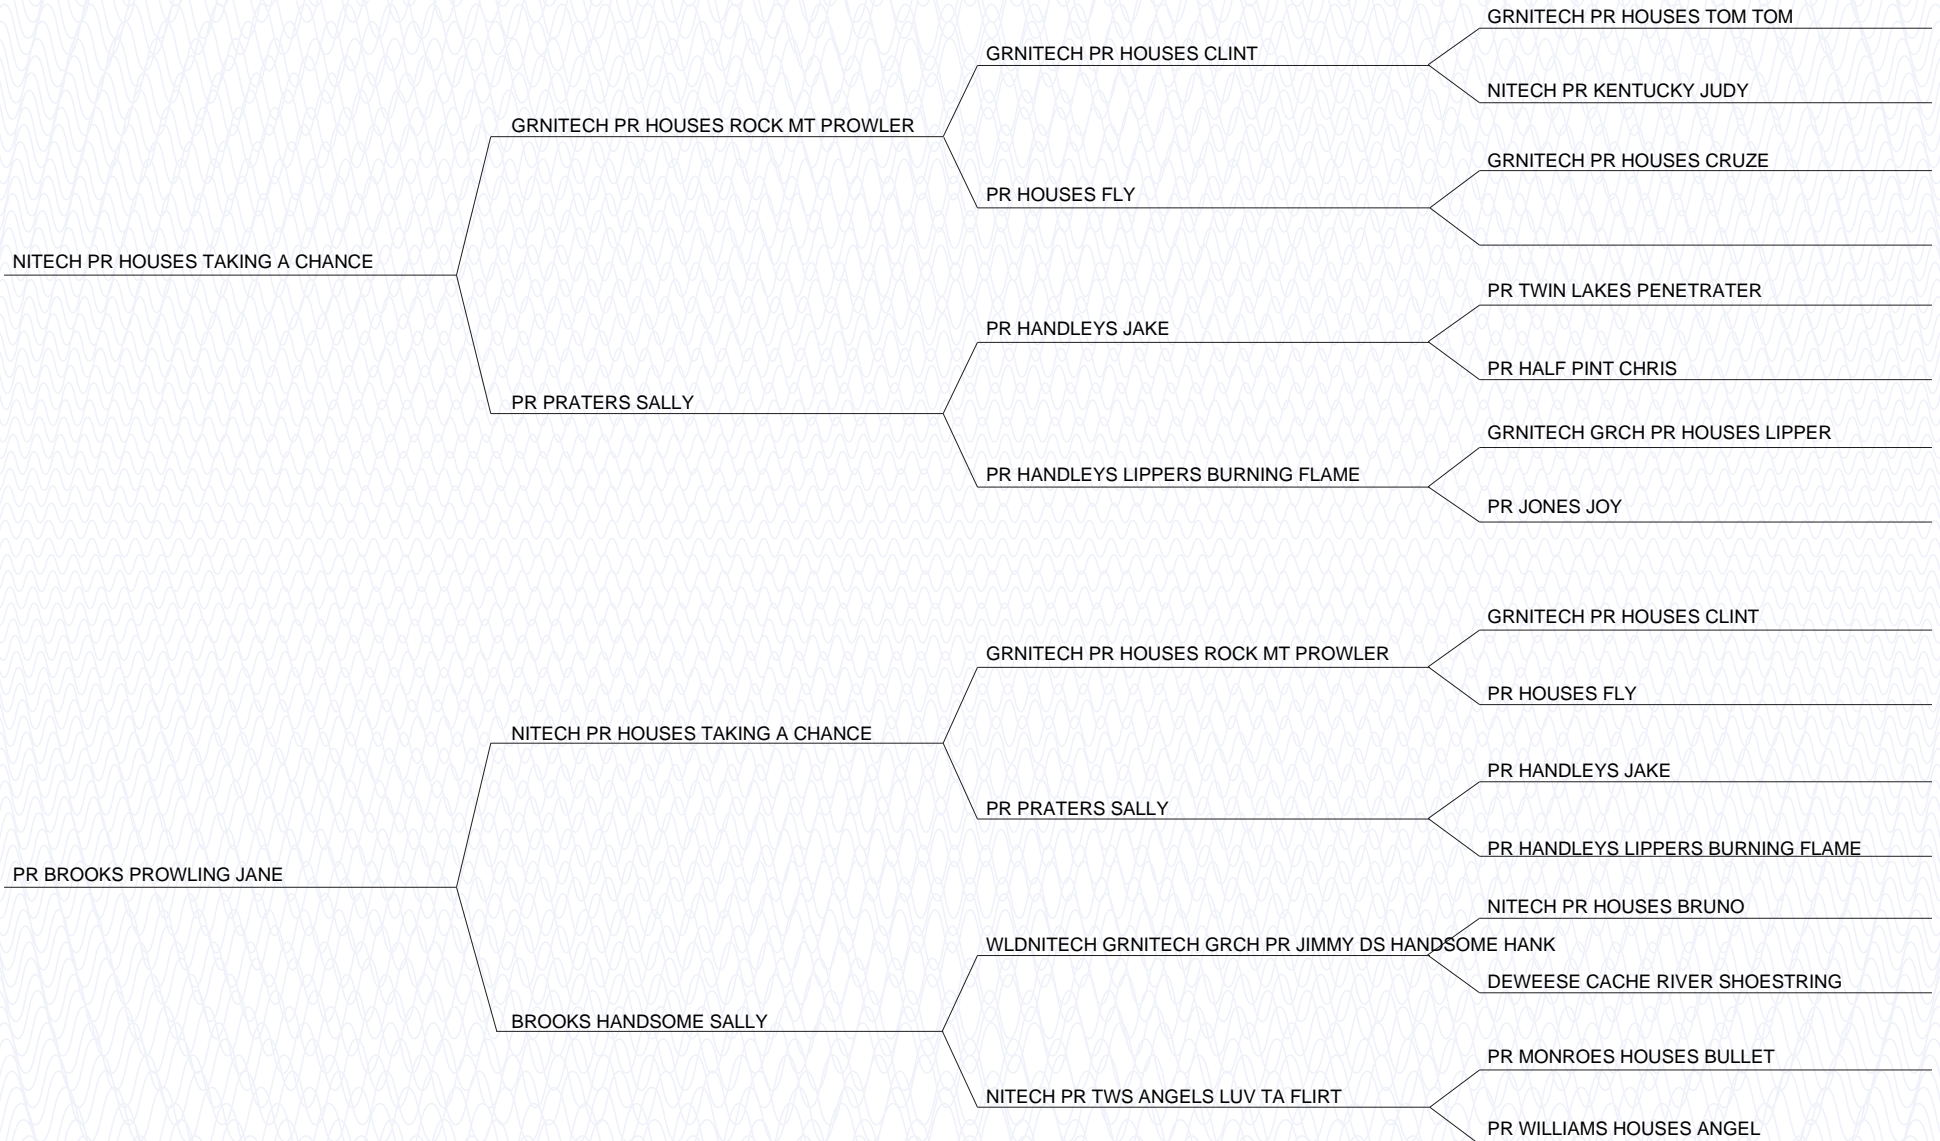 GRNITECH PR HOUSES TOM TOM
GRNITECH PR HOUSES CLINT
NITECH PR KENTUCKY JUDY
GRNITECH PR HOUSES ROCK MT PROWLER
GRNITECH PR HOUSES CRUZE
PR HOUSES FLY
NITECH PR HOUSES TAKING A CHANCE
PR TWIN LAKES PENETRATER
PR HANDLEYS JAKE
PR HALF PINT CHRIS
PR PRATERS SALLY
GRNITECH GRCH PR HOUSES LIPPER
PR HANDLEYS LIPPERS BURNING FLAME
PR JONES JOY
GRNITECH PR HOUSES CLINT
GRNITECH PR HOUSES ROCK MT PROWLER
PR HOUSES FLY
NITECH PR HOUSES TAKING A CHANCE
PR HANDLEYS JAKE
PR PRATERS SALLY
PR HANDLEYS LIPPERS BURNING FLAME
PR BROOKS PROWLING JANE
NITECH PR HOUSES BRUNO
WLDNITECH GRNITECH GRCH PR JIMMY DS HANDSOME HANK
DEWEESE CACHE RIVER SHOESTRING
BROOKS HANDSOME SALLY
PR MONROES HOUSES BULLET
NITECH PR TWS ANGELS LUV TA FLIRT
PR WILLIAMS HOUSES ANGEL